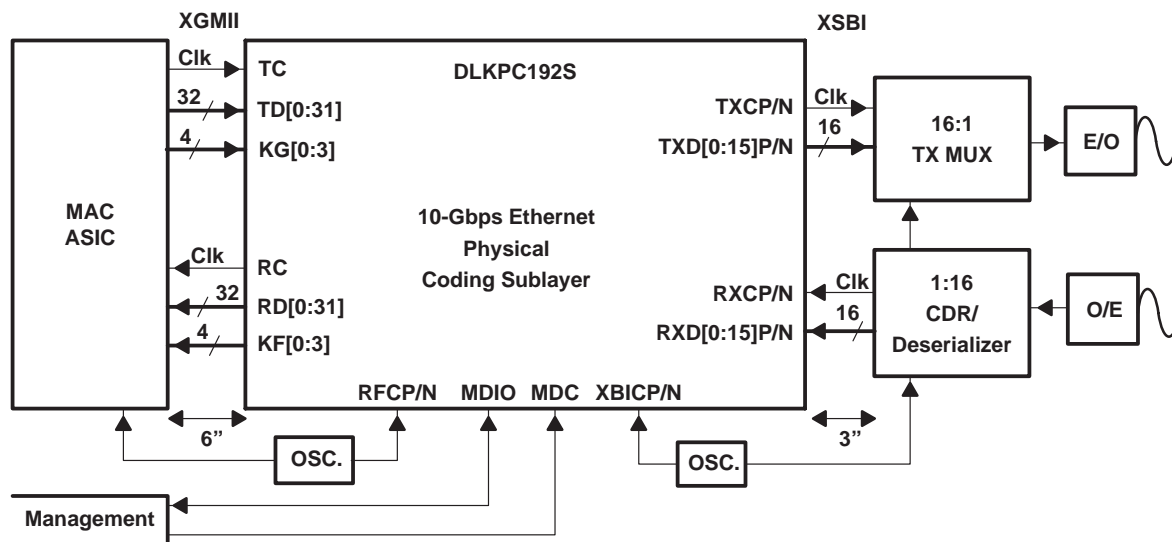 XGMII
XSBI
Clk
TC
DLKPC192S
32
TD[0:31]
TXCP/N
Clk
4
KG[0:3]
TXD[0:15]P/N
16
16:1
TX MUX
E/O
MAC
ASIC
10-Gbps Ethernet
Physical
Coding Sublayer
Clk
RC
RXCP/N
Clk
1:16
CDR/
Deserializer
O/E
32
RD[0:31]
RXD[0:15]P/N
16
4
KF[0:3]
RFCP/N
MDIO
MDC
XBICP/N
6”
3”
OSC.
OSC.
Management